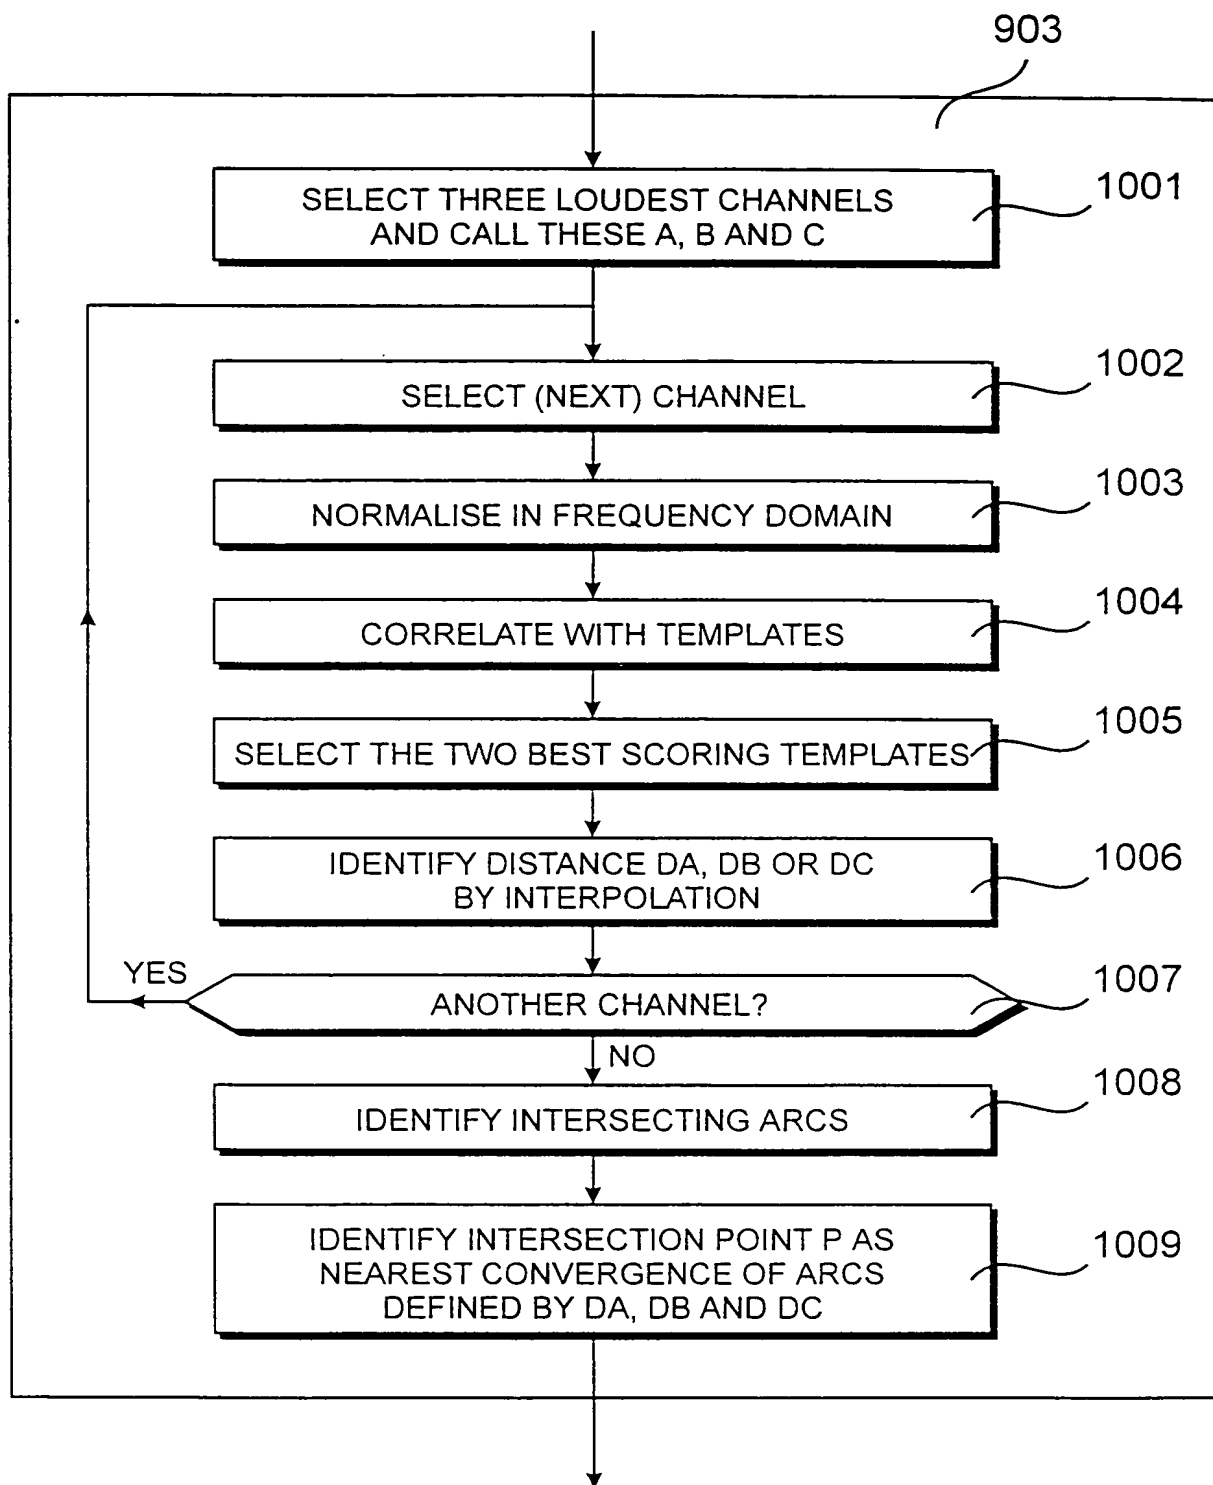 903
SELECT THREE LOUDEST CHANNELS
AND CALL THESE A, B AND C
1001
SELECT (NEXT) CHANNEL
1002
NORMALISE IN FREQUENCY DOMAIN
1003
CORRELATE WITH TEMPLATES
1004
SELECT THE TWO BEST SCORING TEMPLATES
1005
IDENTIFY DISTANCE DA, DB OR DC
BY INTERPOLATION
1006
YES
ANOTHER CHANNEL?
1007
NO
IDENTIFY INTERSECTING ARCS
1008
IDENTIFY INTERSECTION POINT P AS
NEAREST CONVERGENCE OF ARCS
DEFINED BY DA, DB AND DC
1009